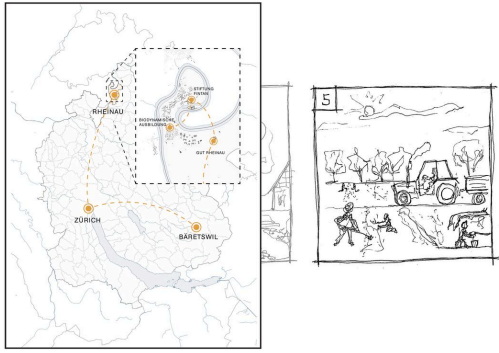 STIFTUNG
FINTAN
BIODYNAMISCHE
AUSBILDUNG
GUT RHEINAU
RHEINAU
ZÜRICH
BÄRETSWIL
5